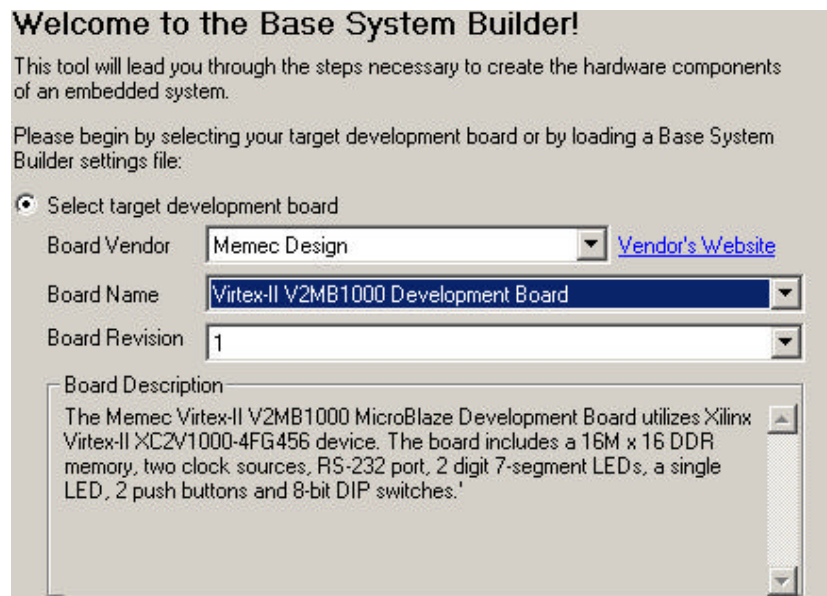 Welcome to the Base System Builder!
This tool will lead you through the steps necessary to create the hardware components
of an embedded system.
Please begin by selecting your target development board or by loading a Base System
Builder settings file:
Select target development board
Board Vendor Memec Design Vendor's Website
Board Name Virtex-II V2MB1000 Development Board
Board Revision 1
Board Description
The Memec Virtex-II V2MB1000 MicroBlaze Development Board utilizes Xilinx
Virtex-II XC2V1000-4FG456 device. The board includes a 16M x 16 DDR
memory, two clock sources, RS-232 port, 2 digit 7-segment LEDs, a single
LED, 2 push buttons and 8-bit DIP switches.'